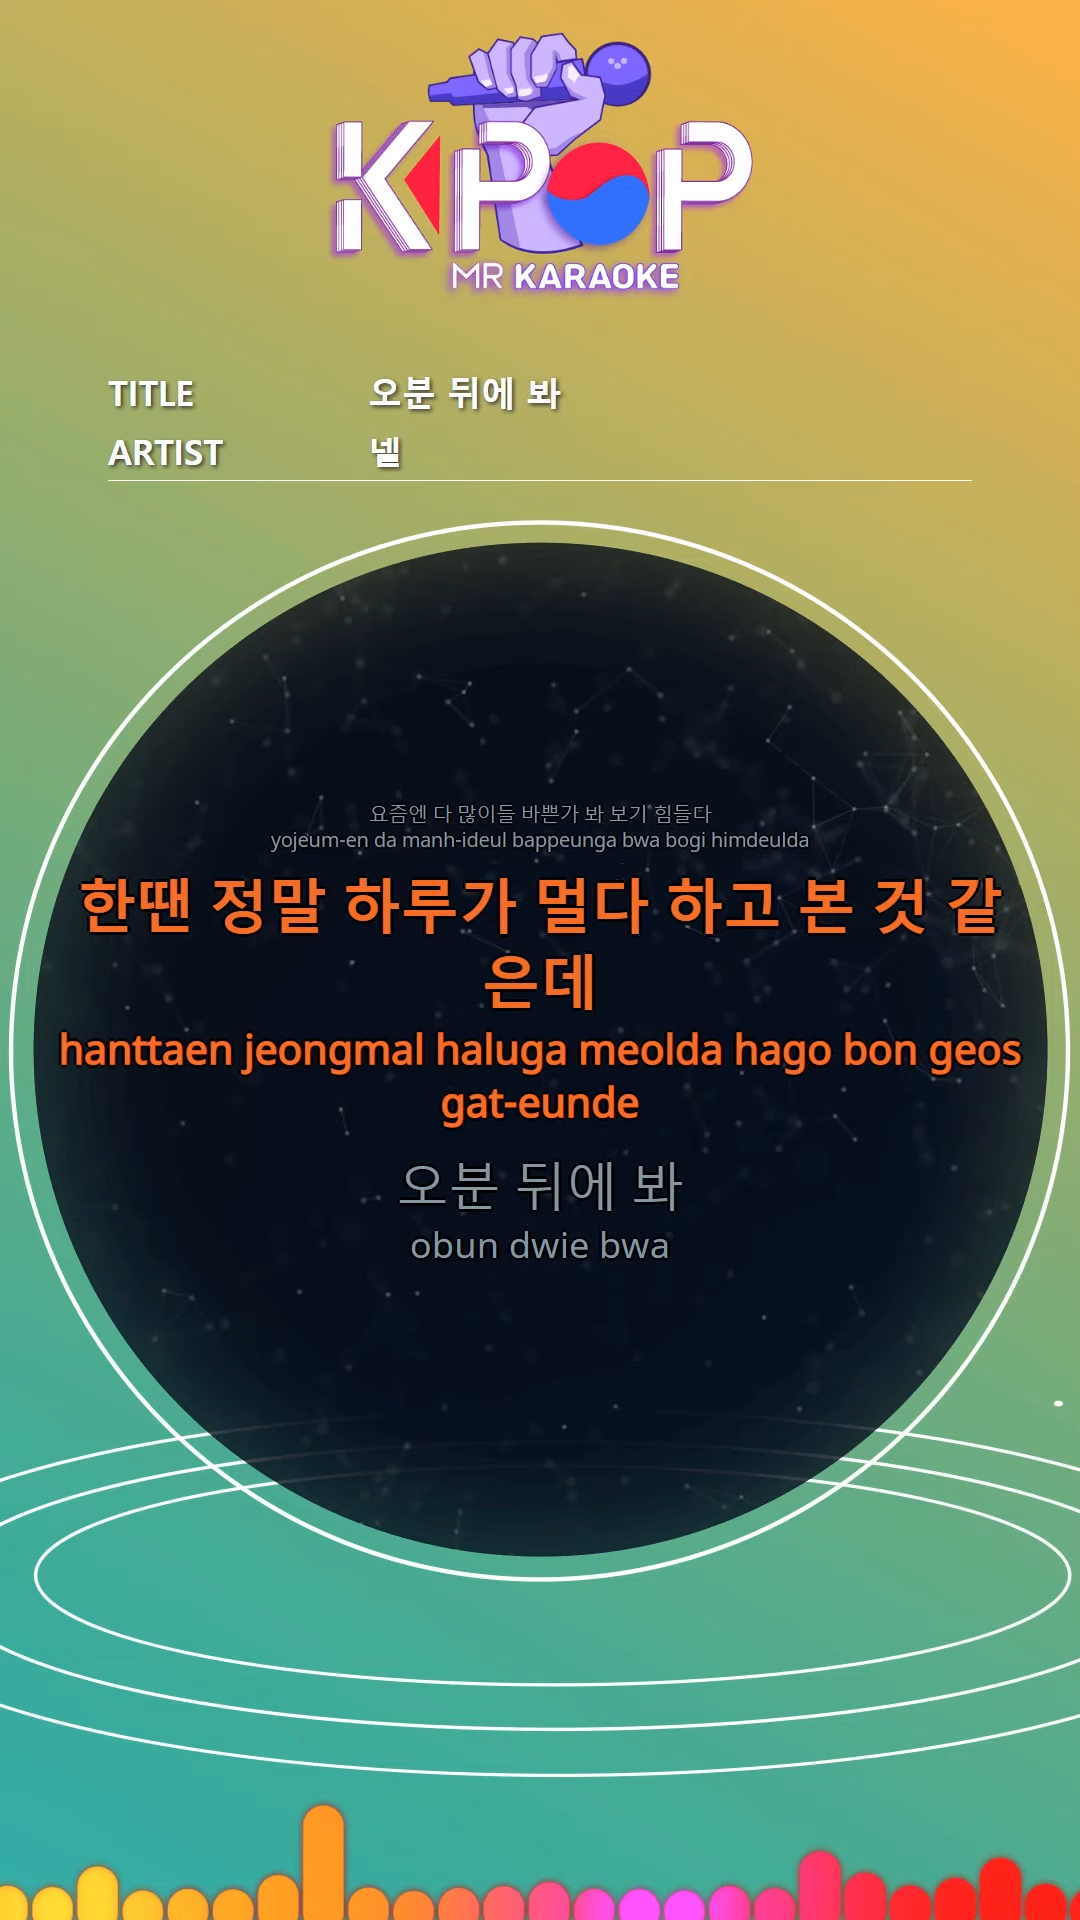 KPOP
MR KARAOKE
TITLE 오분 뒤에 봐
ARTIST 넬
요즘엔 다 많이들 바쁜가 봐 보기 힘들다
yojeum-en da manh-ideul bappeunga bwa bogi himdeulda
한땐 정말 하루가 멀다 하고 본 것 같
은데
hanttaen jeongmal haluga meolda hago bon geos
gat-eunde
오분 뒤에 봐
obun dwie bwa